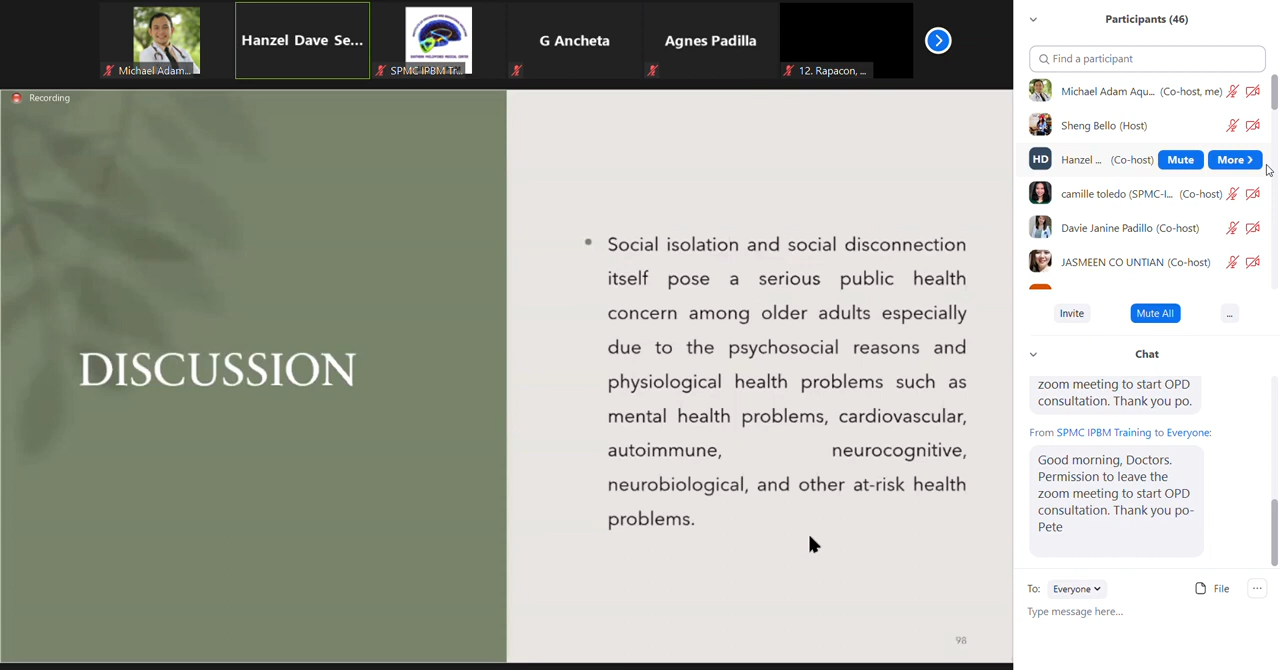 Michael Adam...
Hanzel Dave Se...
SPMC IPBM Tr...
G Ancheta
Agnes Padilla
12. Rapacon, ...
Recording
DISCUSSION
• Social isolation and social disconnection
itself pose a serious public health
concern among older adults especially
due to the psychosocial reasons and
physiological health problems such as
mental health problems, cardiovascular,
autoimmune, neurocognitive,
neurobiological, and other at-risk health
problems.
98
Participants (46)
Find a participant
Michael Adam Aqu... (Co-host, me)
Sheng Bello (Host)
HD Hanzel ... (Co-host) Mute More
camille toledo (SPMC-I... (Co-host)
Davie Janine Padillo (Co-host)
JASMEEN CO UNTIAN (Co-host)
Invite Mute All ...
Chat
zoom meeting to start OPD
consultation. Thank you po.
From SPMC IPBM Training to Everyone:
Good morning, Doctors.
Permission to leave the
zoom meeting to start OPD
consultation. Thank you po-
Pete
To: Everyone File ...
Type message here...